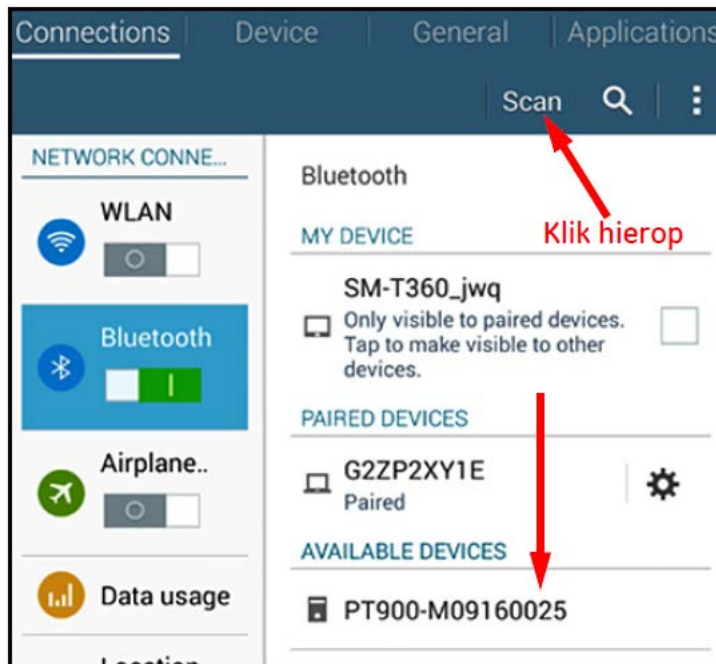 Connections Device General Applications
Scan
NETWORK CONNE...
WLAN
Bluetooth
Airplane..
Data usage
Location
Bluetooth
Klik hierop
MY DEVICE
SM-T360_jwq
Only visible to paired devices.
Tap to make visible to other
devices.
PAIRED DEVICES
G2ZP2XY1E
Paired
AVAILABLE DEVICES
PT900-M09160025